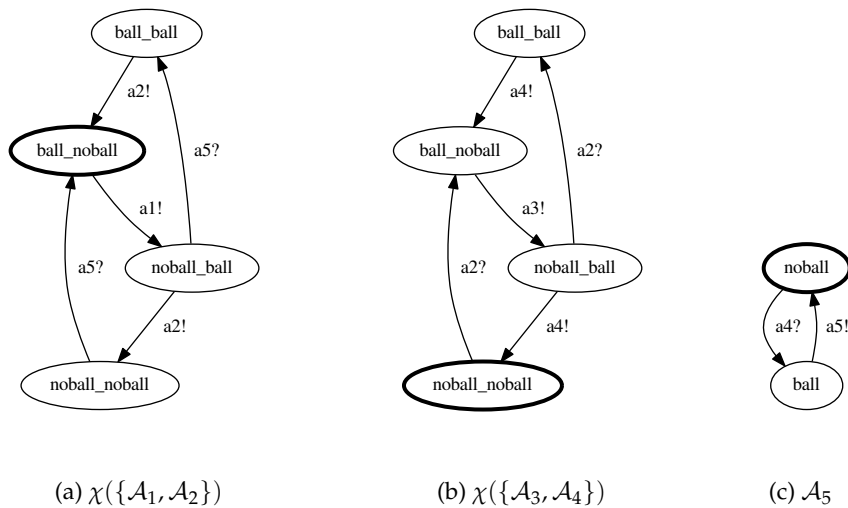 ball_ball
a2!
ball_noball
a5?
a1!
a5?
noball_ball
a2!
noball_noball
ball_ball
a4!
ball_noball
a2?
a3!
a2?
noball_ball
a4!
noball_noball
noball
a4?
a5!
ball
(a) χ({𝒜₁, 𝒜₂})
(b) χ({𝒜₃, 𝒜₄})
(c) 𝒜₅